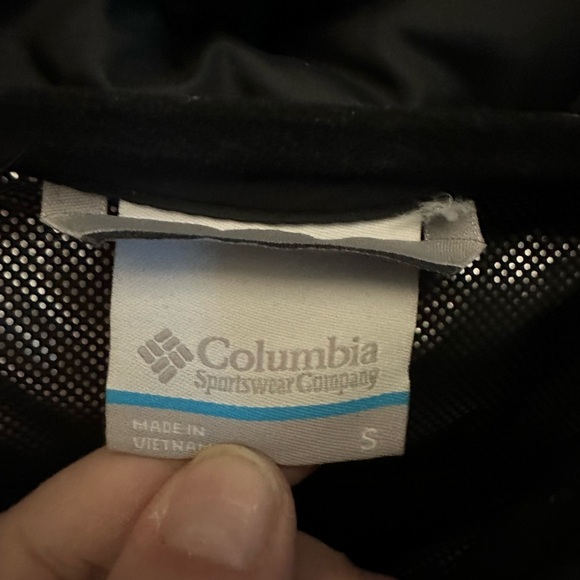 Columbia
Sportswear Company
MADE IN
VIETNAM
S